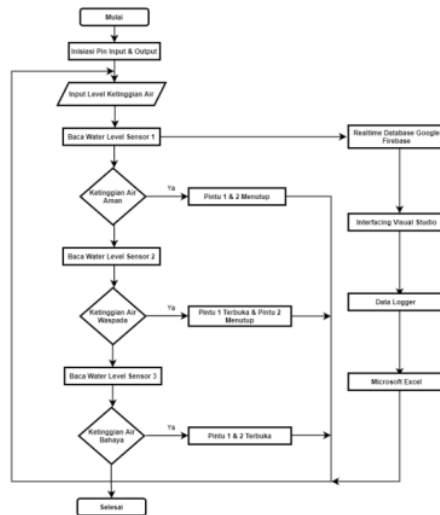 Mulai
Inisiasi Pin Input & Output
Input Level Ketinggian Air
Baca Water Level Sensor 1
Realtime Database Google
Firebase
Ketinggian Air
Aman
Ya
Pintu 1 & 2 Menutup
Interfacing Visual Studio
Baca Water Level Sensor 2
Ketinggian Air
Waspada
Ya
Pintu 1 Terbuka & Pintu 2
Menutup
Data Logger
Baca Water Level Sensor 3
Microsoft Excel
Ketinggian Air
Bahaya
Ya
Pintu 1 & 2 Terbuka
Selesai